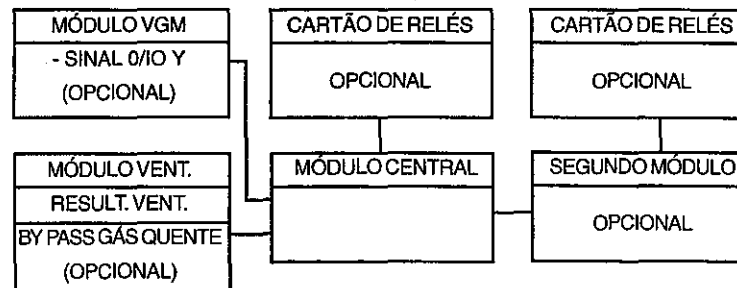 MÓDULO VGM
- SINAL 0/IO Y
(OPCIONAL)
CARTÃO DE RELÉS
OPCIONAL
CARTÃO DE RELÉS
OPCIONAL
MÓDULO VENT.
RESULT. VENT.
BY PASS GÁS QUENTE
(OPCIONAL)
MÓDULO CENTRAL
SEGUNDO MÓDULO
OPCIONAL